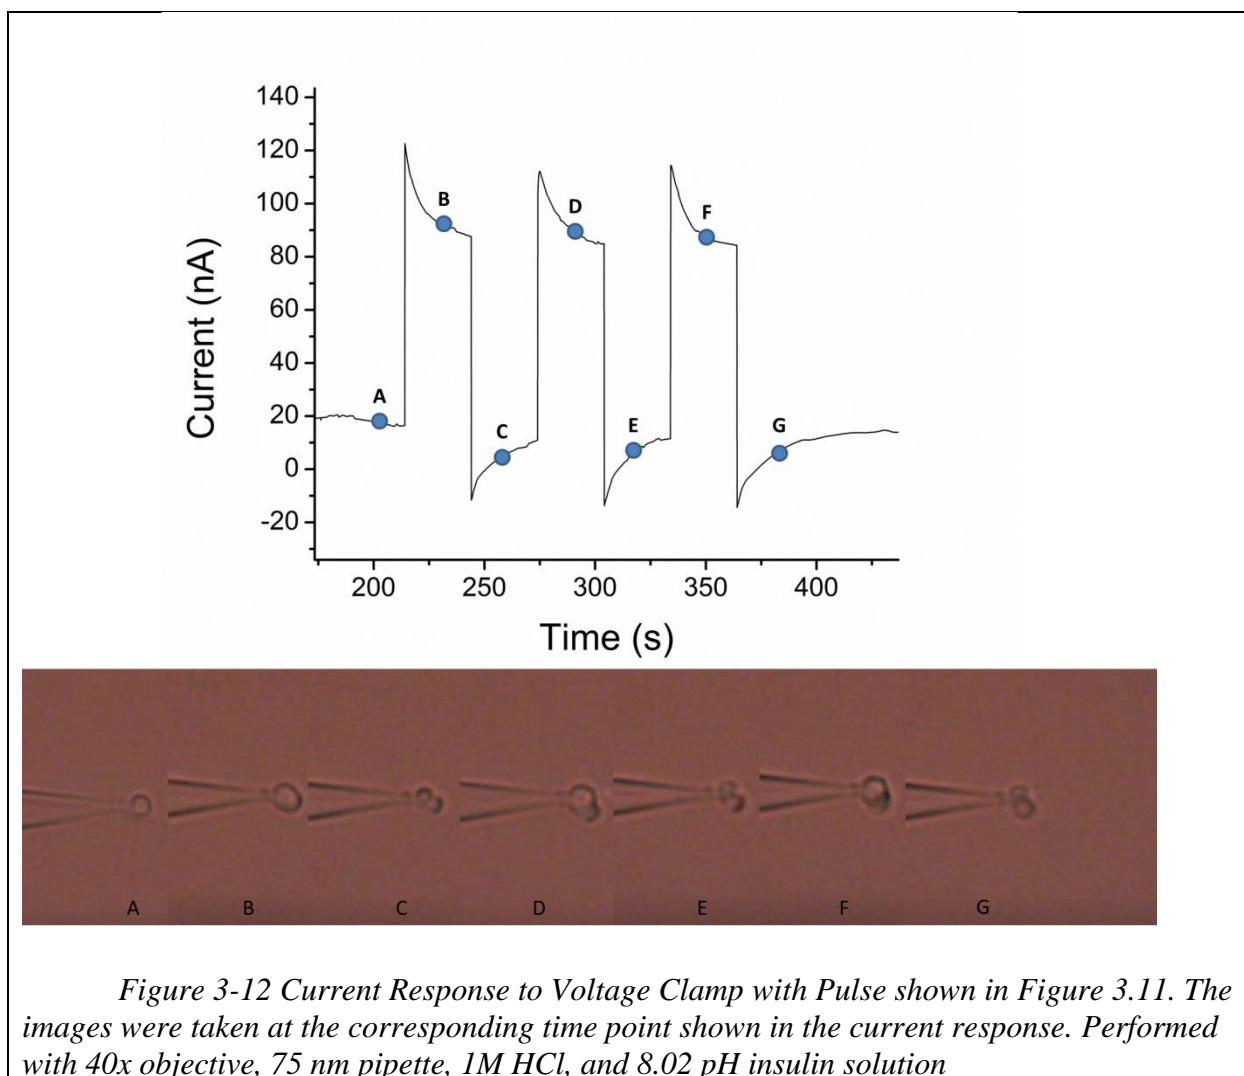 140
120
100
80
60
40
20
0
-20
Current (nA)
A
B
C
D
E
F
G
200 250 300 350 400
Time (s)
A B C D E F G
Figure 3-12 Current Response to Voltage Clamp with Pulse shown in Figure 3.11. The
images were taken at the corresponding time point shown in the current response. Performed
with 40x objective, 75 nm pipette, 1M HCl, and 8.02 pH insulin solution